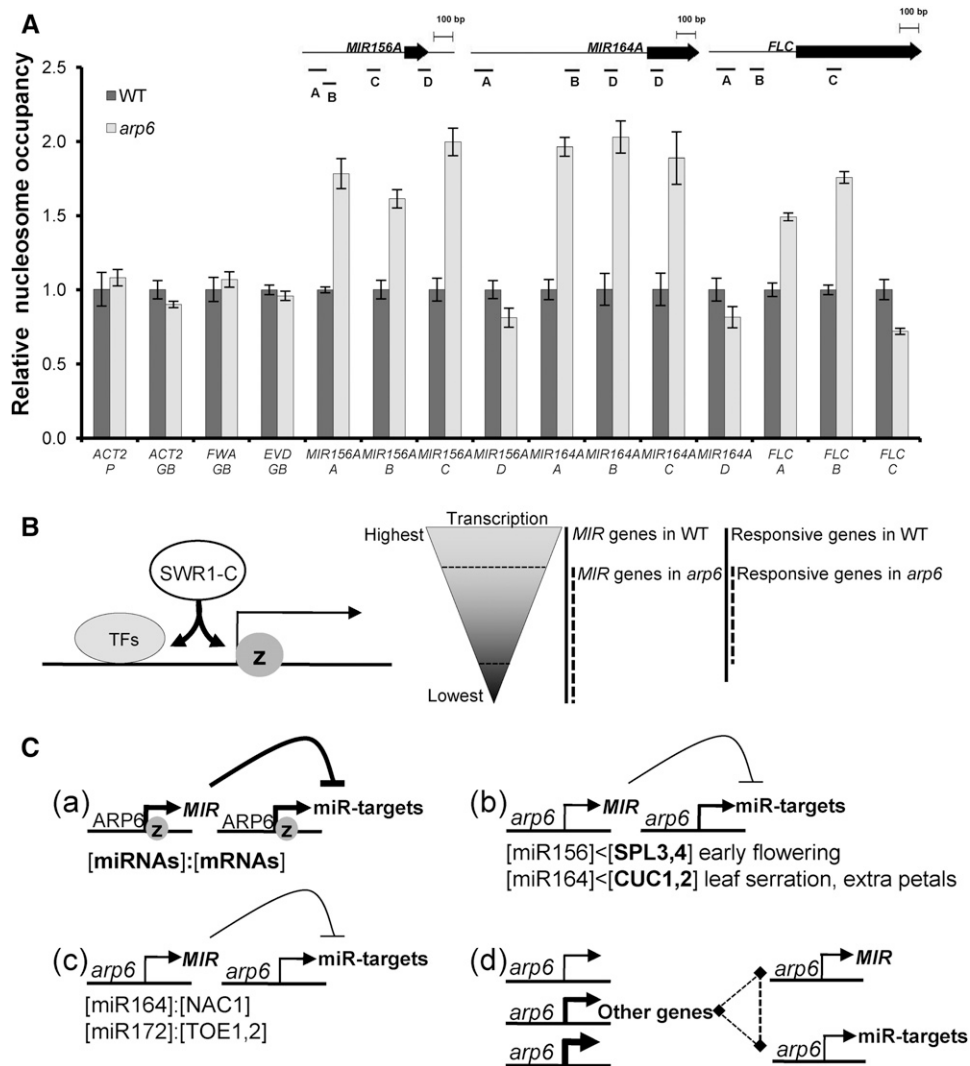 A
100 bp
100 bp
100 bp
MIR156A
MIR164A
FLC
A
B
C
D
A
B
D
D
A
B
C
Relative nucleosome occupancy
2.5
2.0
1.5
1.0
0.5
0.0
WT
arp6
ACT2 P
ACT2 GB
FWA GB
EVD GB
MIR156A A
MIR156A B
MIR156A C
MIR156A D
MIR164A A
MIR164A B
MIR164A C
MIR164A D
FLC A
FLC B
FLC C
B
SWR1-C
TFs
z
Transcription
Highest
Lowest
MIR genes in WT
MIR genes in arp6
Responsive genes in WT
Responsive genes in arp6
C
(a)
ARP6
z
MIR
ARP6
z
miR-targets
[miRNAs]:[mRNAs]
(b)
arp6
MIR
arp6
miR-targets
[miR156]<[SPL3,4] early flowering
[miR164]<[CUC1,2] leaf serration, extra petals
(c)
arp6
MIR
arp6
miR-targets
[miR164]:[NAC1]
[miR172]:[TOE1,2]
(d)
arp6
arp6
arp6
Other genes
arp6
MIR
arp6
miR-targets